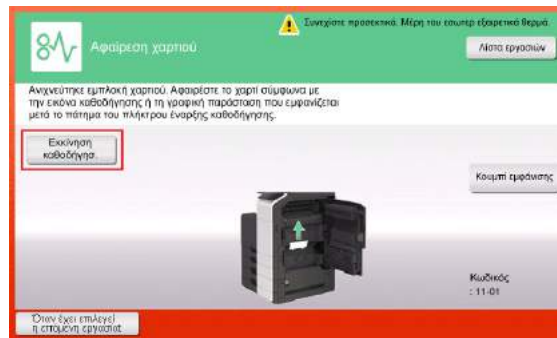 Συνεχίστε προσεκτικά. Μέρη του εσωτερ εξαιρετικά θερμά.
Αφαίρεση χαρτιού
Λίστα εργασιών
Ανιχνεύτηκε εμπλοκή χαρτιού. Αφαιρέστε το χαρτί σύμφωνα με
την εικόνα καθοδήγησης ή τη γραφική παράσταση που εμφανίζεται
μετά το πάτημα του πλήκτρου έναρξης καθοδήγησης.
Εκκίνηση
καθοδήγησ.
Κουμπί εμφάνισης
Κωδικός
: 11-01
Όταν έχει επιλεγεί
η επόμενη εργασίαt